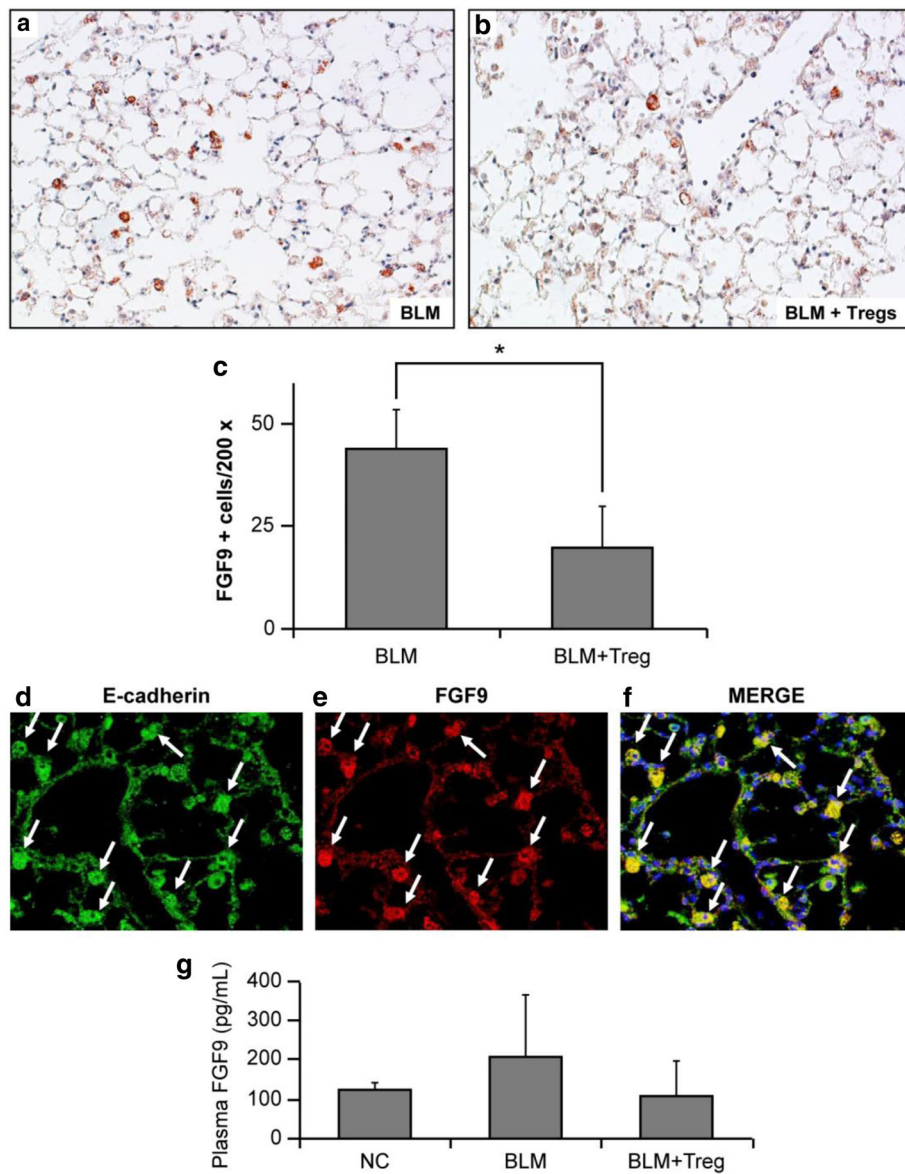 a
BLM
b
BLM + Tregs
c
*
FGF9 + cells/200 x
50
25
0
BLM
BLM+Treg
d
E-cadherin
e
FGF9
f
MERGE
g
Plasma FGF9 (pg/mL)
400
300
200
100
0
NC
BLM
BLM+Treg